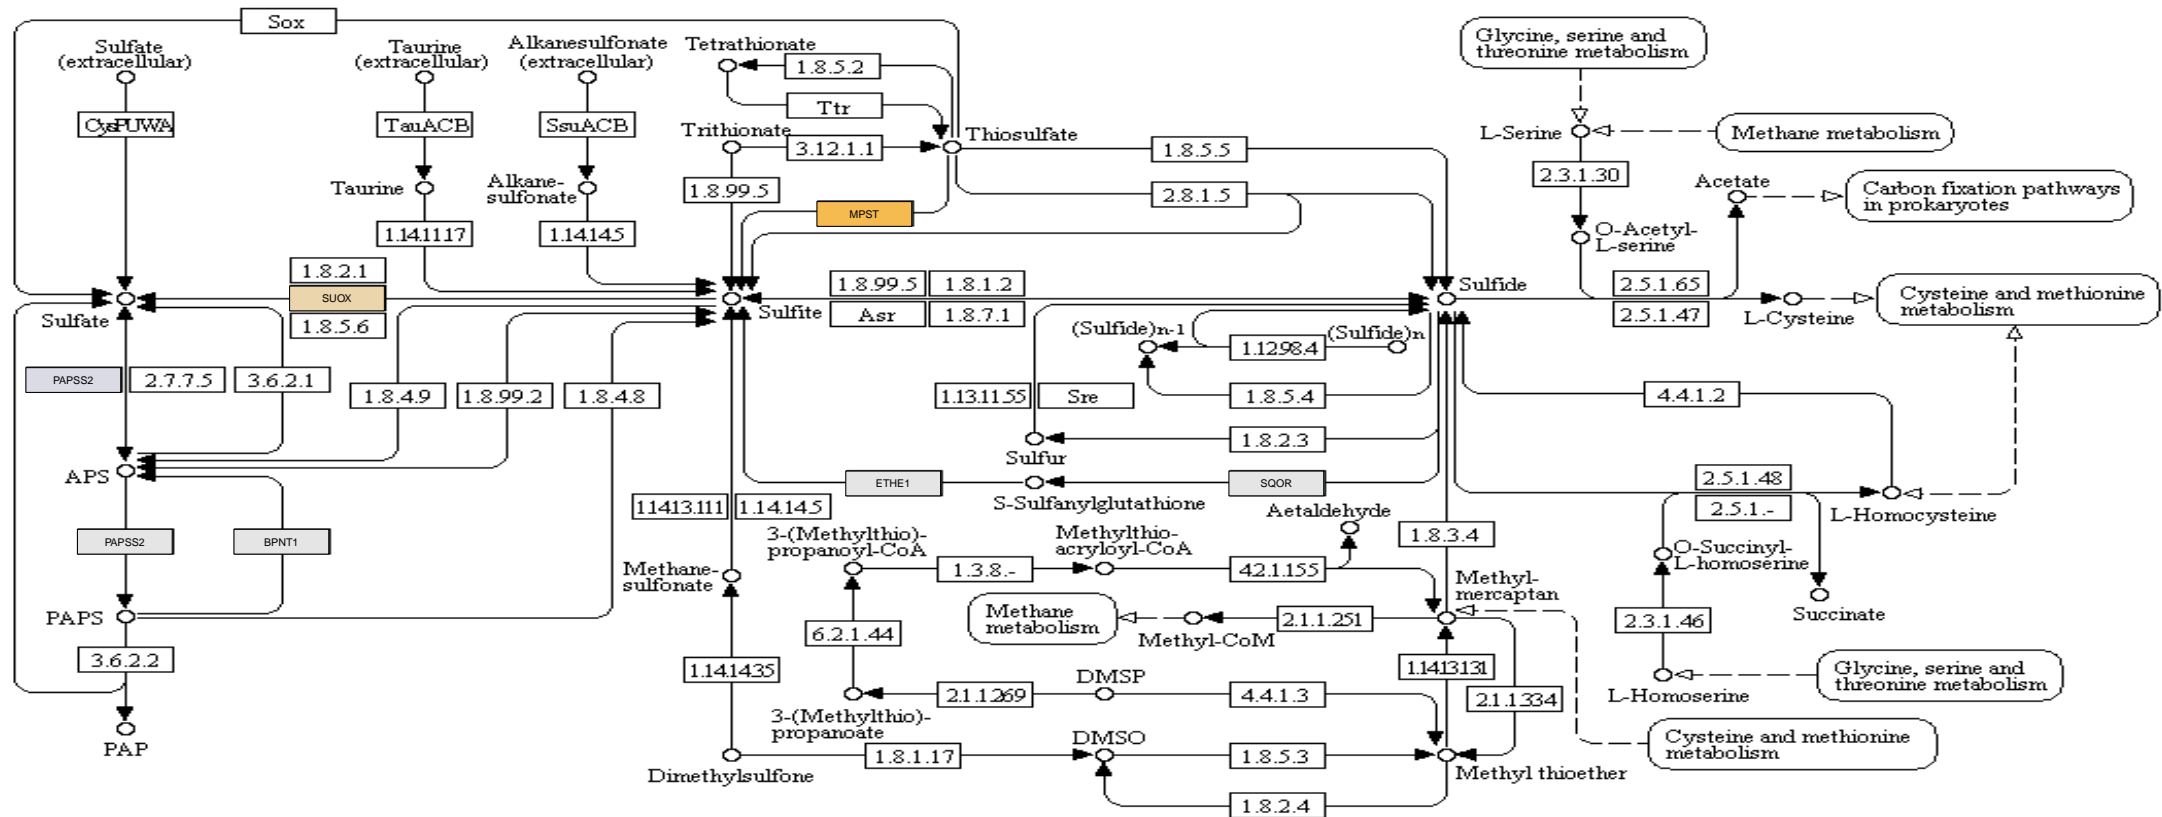 Sox
Sulfate
(extracellular)
Taurine
(extracellular)
Alkanesulfonate
(extracellular)
Tetrathionate
1.8.5.2
Ttr
Glycine, serine and
threonine metabolism
CysPUWA
TauACB
SsuACB
Trithionate
3.12.1.1
Thiosulfate
1.8.5.5
L-Serine
Methane metabolism
Taurine
Alkane-
sulfonate
1.8.99.5
2.8.1.5
2.3.1.30
Acetate
Carbon fixation pathways
in prokaryotes
MPST
1.14.11.17
1.14.14.5
O-Acetyl-
L-serine
1.8.2.1
SUOX
1.8.5.6
Sulfate
Sulfite
1.8.99.5
1.8.1.2
Asr
1.8.7.1
Sulfide
2.5.1.65
2.5.1.47
L-Cysteine
Cysteine and methionine
metabolism
(Sulfide)n-1
1.1298.4
(Sulfide)n
PAPSS2
2.7.7.5
3.6.2.1
1.8.4.9
1.8.99.2
1.8.4.8
1.13.11.55
Sre
1.8.5.4
4.4.1.2
1.8.2.3
Sulfur
APS
ETHE1
SQOR
S-Sulfanylglutathione
2.5.1.48
2.5.1.-
L-Homocysteine
1.14.13.111
1.14.14.5
Aetaldehyde
PAPSS2
BPNT1
3-(Methylthio)-
propanoyl-CoA
Methylthio-
acryloyl-CoA
1.8.3.4
O-Succinyl-
L-homoserine
Methane-
sulfonate
1.3.8.-
4.2.1.155
Methyl-
mercaptan
Succinate
PAPS
Methane
metabolism
Methyl-CoM
2.1.1.251
6.2.1.44
2.3.1.46
3.6.2.2
1.14.14.35
DMSP
1.14.13.131
Glycine, serine and
threonine metabolism
L-Homoserine
2.1.1.269
4.4.1.3
2.1.1.334
3-(Methylthio)-
propanoate
PAP
DMSO
Cysteine and methionine
metabolism
Dimethylsulfone
1.8.1.17
1.8.5.3
Methyl thioether
1.8.2.4